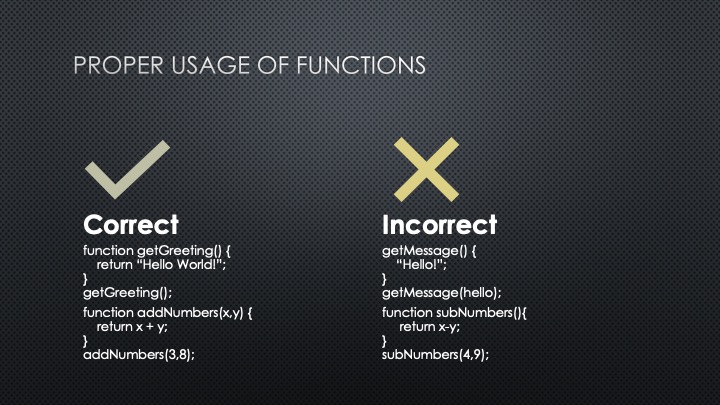 PROPER USAGE OF FUNCTIONS
Correct
function getGreeting() {
    return “Hello World!”;
}
getGreeting();
function addNumbers(x,y) {
    return x + y;
}
addNumbers(3,8);
Incorrect
getMessage() {
    “Hello!”;
}
getMessage(hello);
function subNumbers(){
    return x-y;
}
subNumbers(4,9);